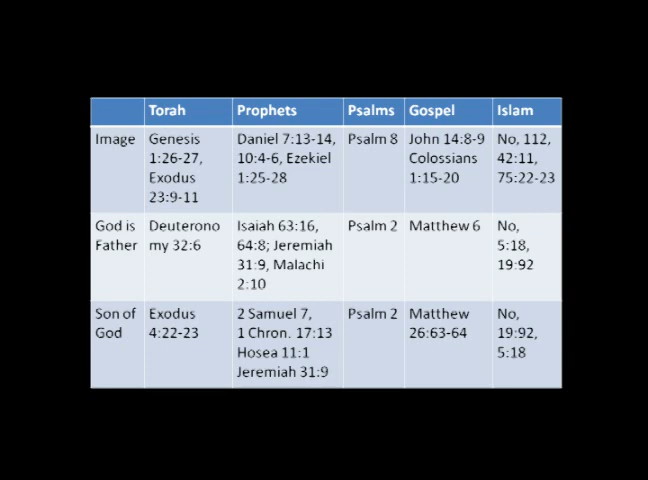 Torah Prophets Psalms Gospel Islam
Image Genesis Daniel 7:13-14, Psalm 8 John 14:8-9 No, 112,
1:26-27, 10:4-6, Ezekiel Colossians 42:11,
Exodus 1:25-28 1:15-20 75:22-23
23:9-11
God is Deuterono Isaiah 63:16, Psalm 2 Matthew 6 No,
Father my 32:6 64:8; Jeremiah 5:18,
31:9, Malachi 19:92
2:10
Son of Exodus 2 Samuel 7, Psalm 2 Matthew No,
God 4:22-23 1 Chron. 17:13 26:63-64 19:92,
Hosea 11:1 5:18
Jeremiah 31:9